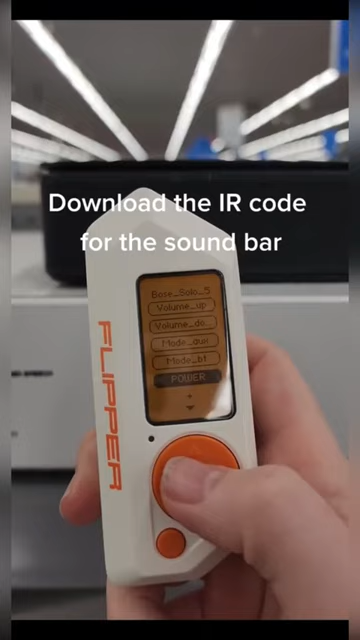 Download the IR code
for the sound bar
Bose_Solo_5
Volume_up
Volume_do..
Mode_aux
Mode_bt
POWER
FLIPPER